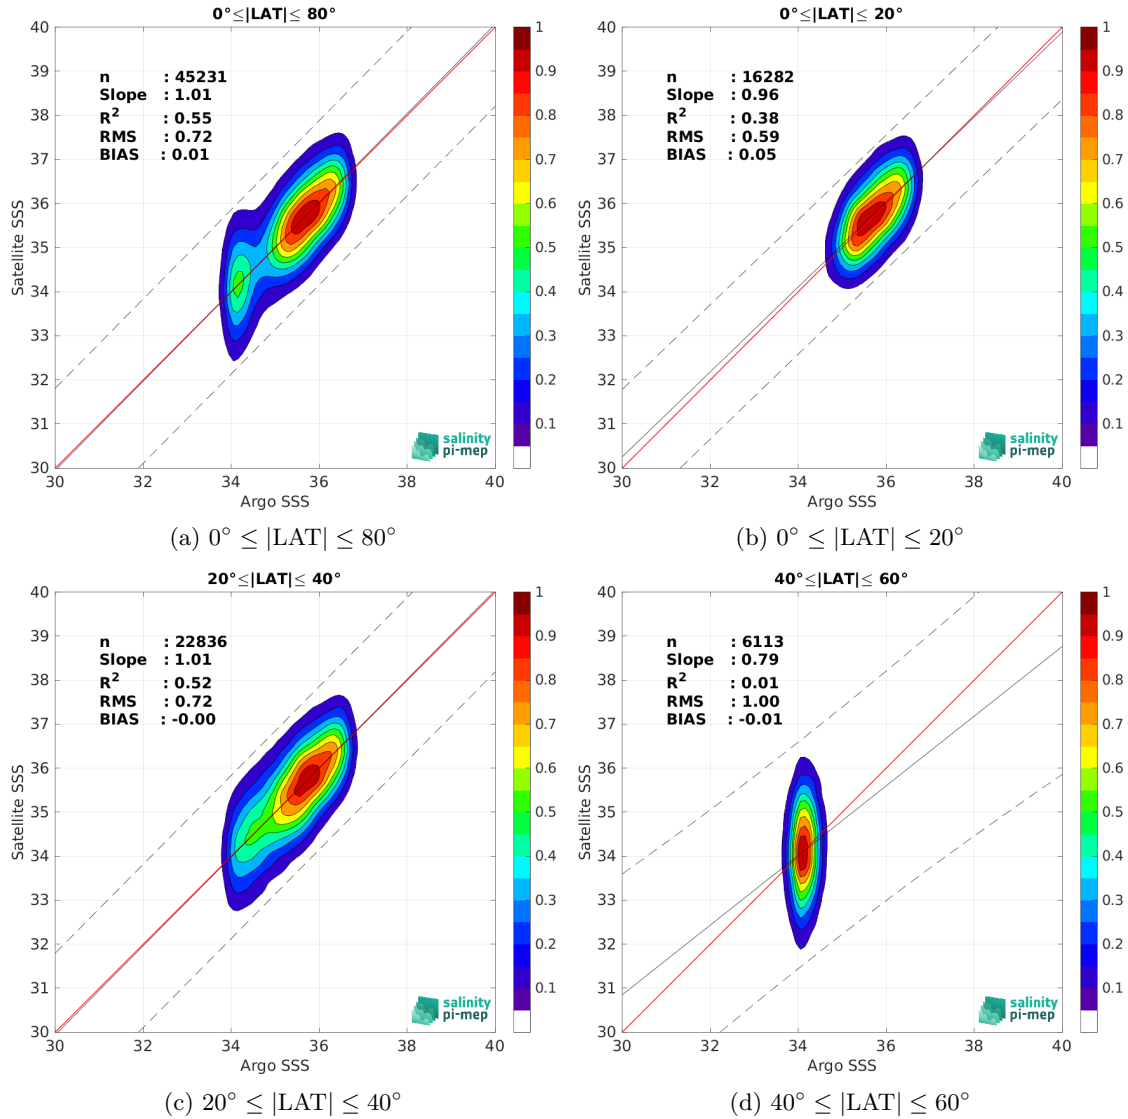 0°≤|LAT|≤ 80°
40
39
38
37
36
35
34
33
32
31
30
n : 45231
Slope : 1.01
R² : 0.55
RMS : 0.72
BIAS : 0.01
Satellite SSS
salinity
pi-mep
30 32 34 36 38 40
Argo SSS
1
0.9
0.8
0.7
0.6
0.5
0.4
0.3
0.2
0.1
(a) 0° ≤ |LAT| ≤ 80°
0°≤|LAT|≤ 20°
40
39
38
37
36
35
34
33
32
31
30
n : 16282
Slope : 0.96
R² : 0.38
RMS : 0.59
BIAS : 0.05
Satellite SSS
salinity
pi-mep
30 32 34 36 38 40
Argo SSS
1
0.9
0.8
0.7
0.6
0.5
0.4
0.3
0.2
0.1
(b) 0° ≤ |LAT| ≤ 20°
20°≤|LAT|≤ 40°
40
39
38
37
36
35
34
33
32
31
30
n : 22836
Slope : 1.01
R² : 0.52
RMS : 0.72
BIAS : -0.00
Satellite SSS
salinity
pi-mep
30 32 34 36 38 40
Argo SSS
1
0.9
0.8
0.7
0.6
0.5
0.4
0.3
0.2
0.1
(c) 20° ≤ |LAT| ≤ 40°
40°≤|LAT|≤ 60°
40
39
38
37
36
35
34
33
32
31
30
n : 6113
Slope : 0.79
R² : 0.01
RMS : 1.00
BIAS : -0.01
Satellite SSS
salinity
pi-mep
30 32 34 36 38 40
Argo SSS
1
0.9
0.8
0.7
0.6
0.5
0.4
0.3
0.2
0.1
(d) 40° ≤ |LAT| ≤ 60°